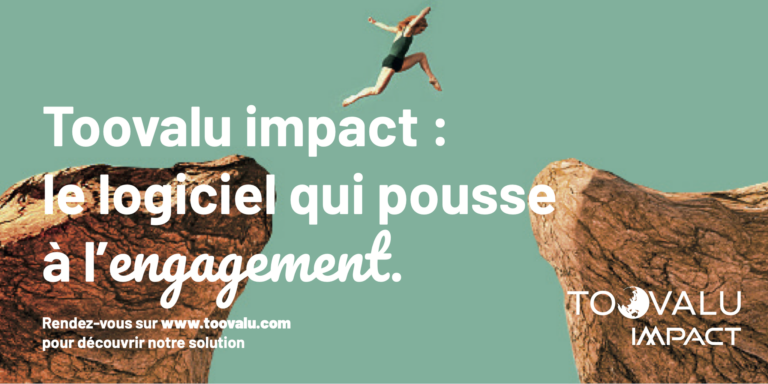 Toovalu impact :
le logiciel qui pousse
à l'engagement.
Rendez-vous sur www.toovalu.com
pour découvrir notre solution
TOOVALU
IMPACT